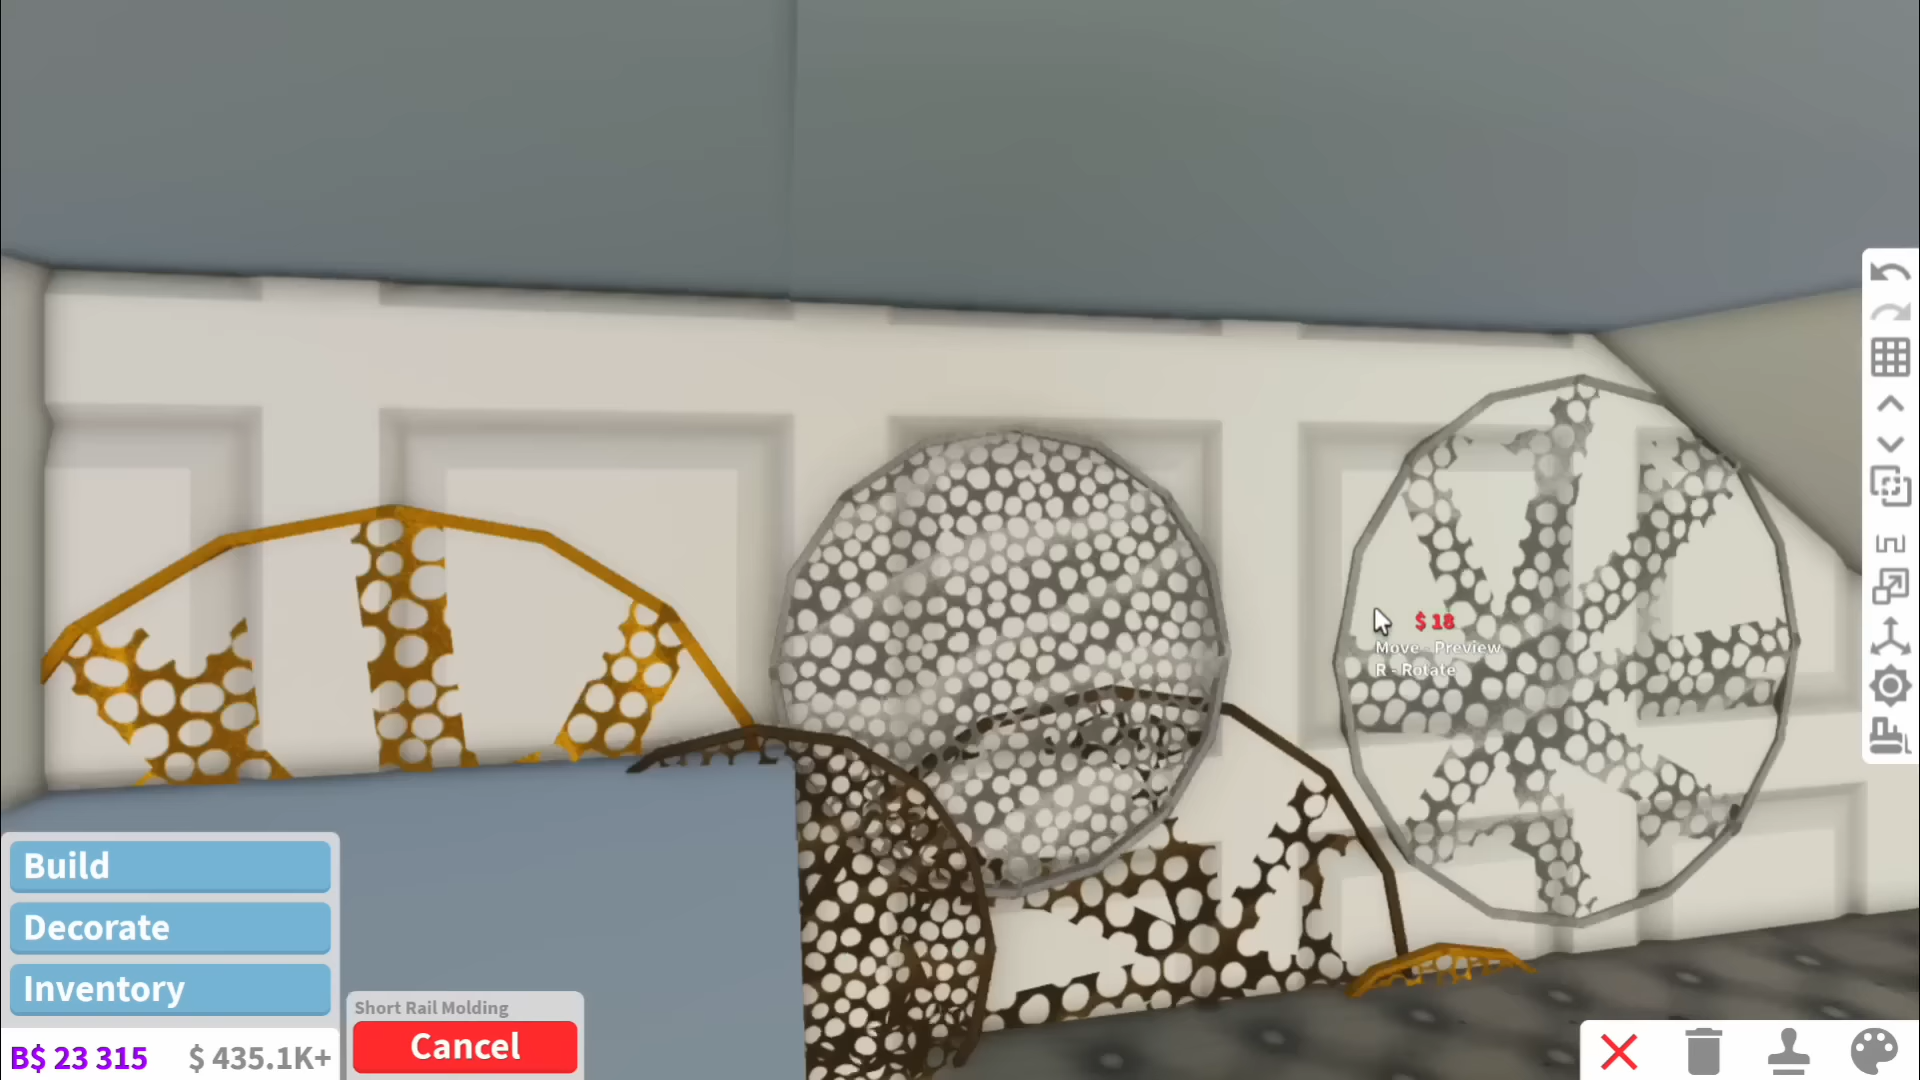 $ 18
Move - Preview
R - Rotate
Build
Decorate
Inventory
B$ 23 315 $ 435.1K+
Short Rail Molding
Cancel